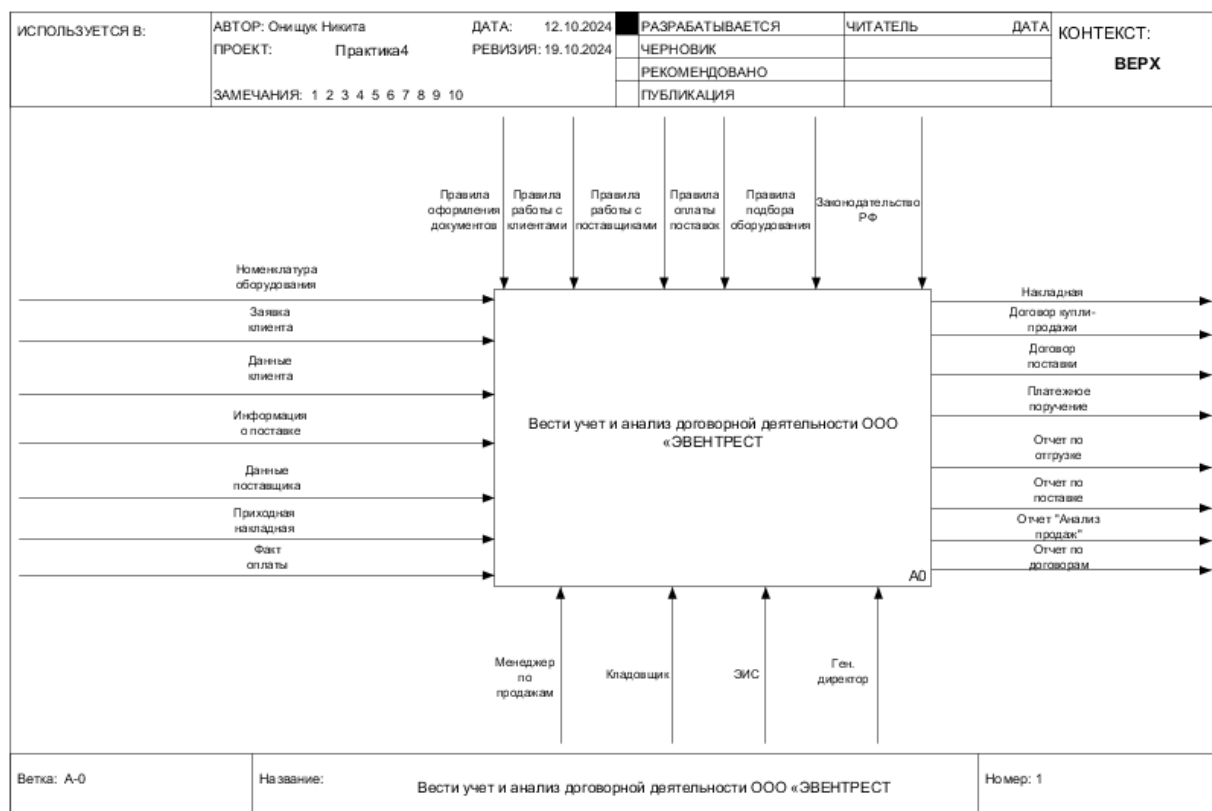 ИСПОЛЬЗУЕТСЯ В:
АВТОР: Онищук Никита
ДАТА: 12.10.2024
ПРОЕКТ: Практика4
РЕВИЗИЯ: 19.10.2024
ЗАМЕЧАНИЯ: 1 2 3 4 5 6 7 8 9 10
РАЗРАБАТЫВАЕТСЯ
ЧЕРНОВИК
РЕКОМЕНДОВАНО
ПУБЛИКАЦИЯ
ЧИТАТЕЛЬ
ДАТА
КОНТЕКСТ:
ВЕРХ
Правила
оформления
документов
Правила
работы с
клиентами
Правила
работы с
поставщиками
Правила
оплаты
поставок
Правила
подбора
оборудования
Законодательство
РФ
Номенклатура
оборудования
Заявка
клиента
Данные
клиента
Информация
о поставке
Данные
поставщика
Приходная
накладная
Факт
оплаты
Вести учет и анализ договорной деятельности ООО
«ЭВЕНТРЕСТ
A0
Накладная
Договор купли-
продажи
Договор
поставки
Платежное
поручение
Отчет по
отгрузке
Отчет по
поставке
Отчет "Анализ
продаж"
Отчет по
договорам
Менеджер
по
продажам
Кладовщик
ЭИС
Ген.
директор
Ветка: A-0
Название:
Вести учет и анализ договорной деятельности ООО «ЭВЕНТРЕСТ
Номер: 1